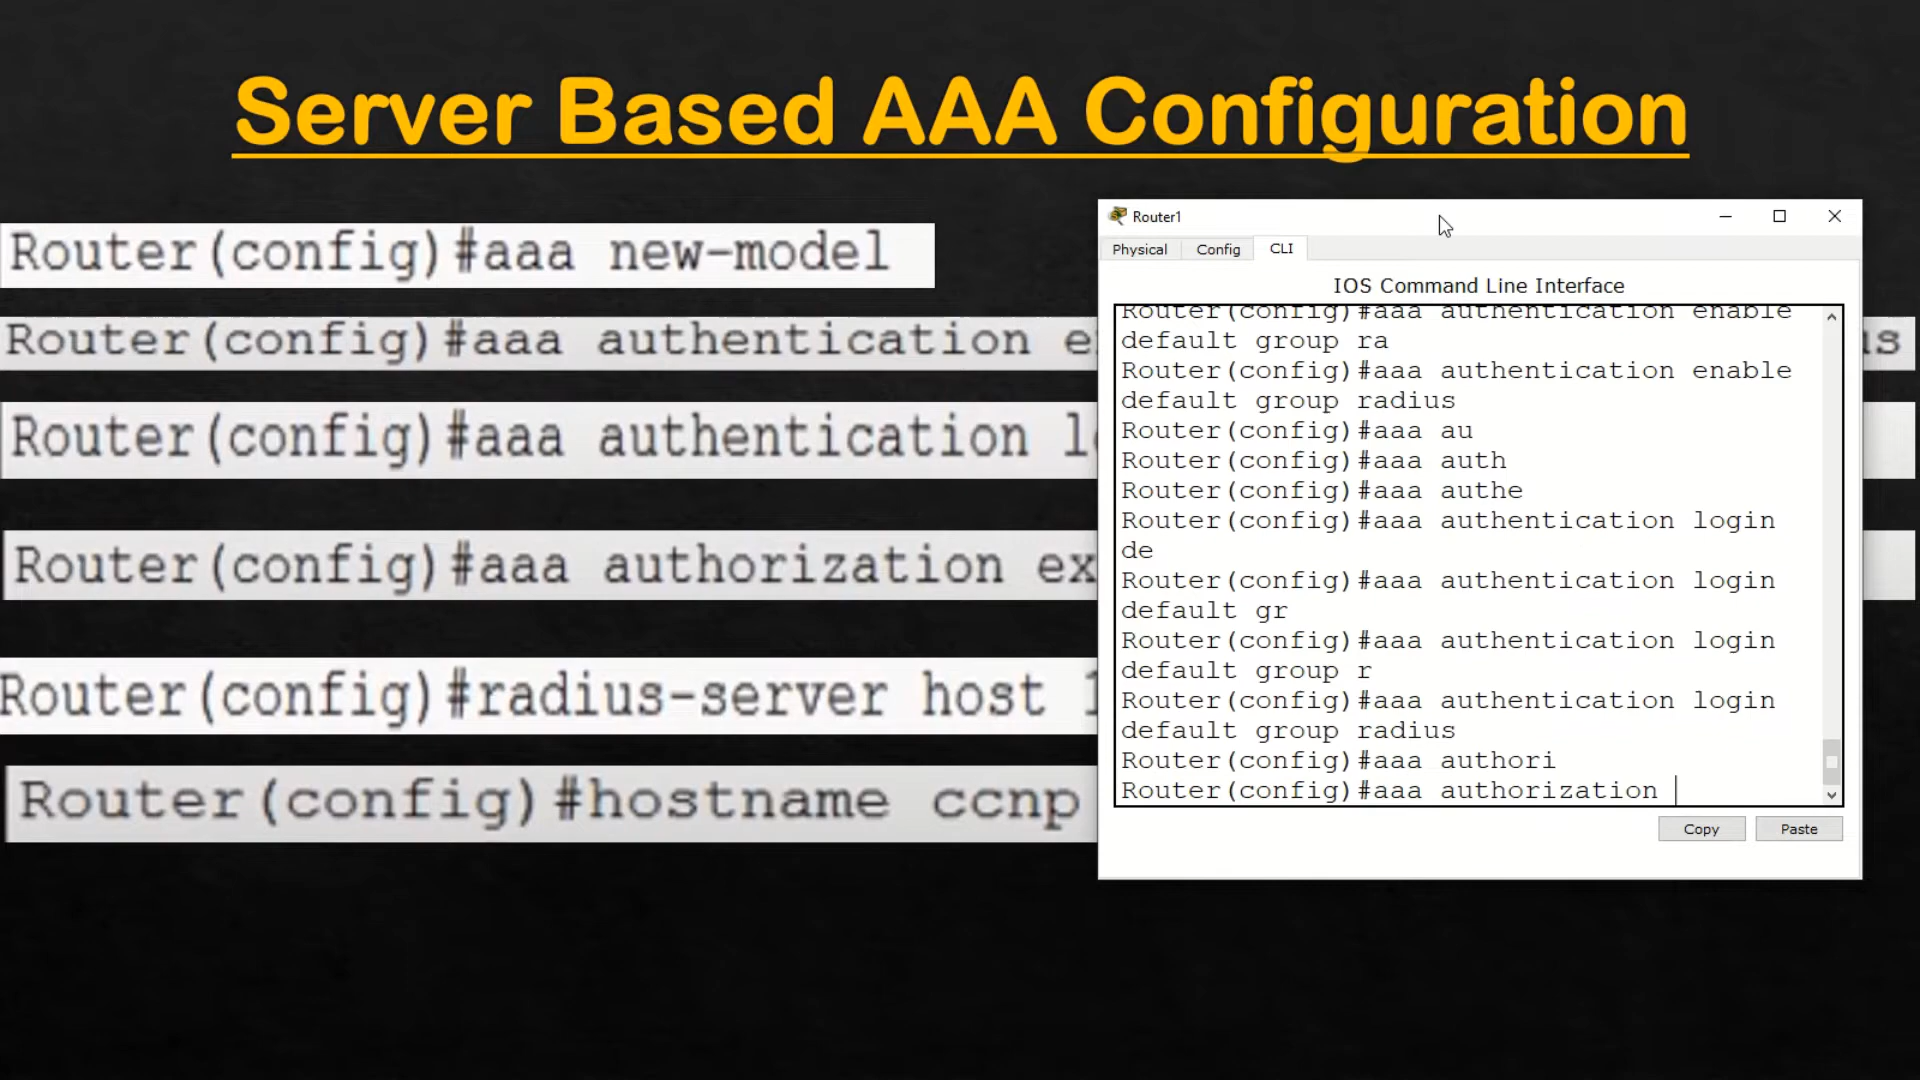 Server Based AAA Configuration
Router(config)#aaa new-model
Router(config)#aaa authentication
Router(config)#aaa authentication
Router(config)#aaa authorization
Router(config)#radius-server host
Router(config)#hostname ccnp
Router1
Physical
Config
CLI
IOS Command Line Interface
Router(config)#aaa authentication enable
default group ra
Router(config)#aaa authentication enable
default group radius
Router(config)#aaa au
Router(config)#aaa auth
Router(config)#aaa authe
Router(config)#aaa authentication login
de
Router(config)#aaa authentication login
default gr
Router(config)#aaa authentication login
default group r
Router(config)#aaa authentication login
default group radius
Router(config)#aaa authori
Router(config)#aaa authorization
Copy
Paste